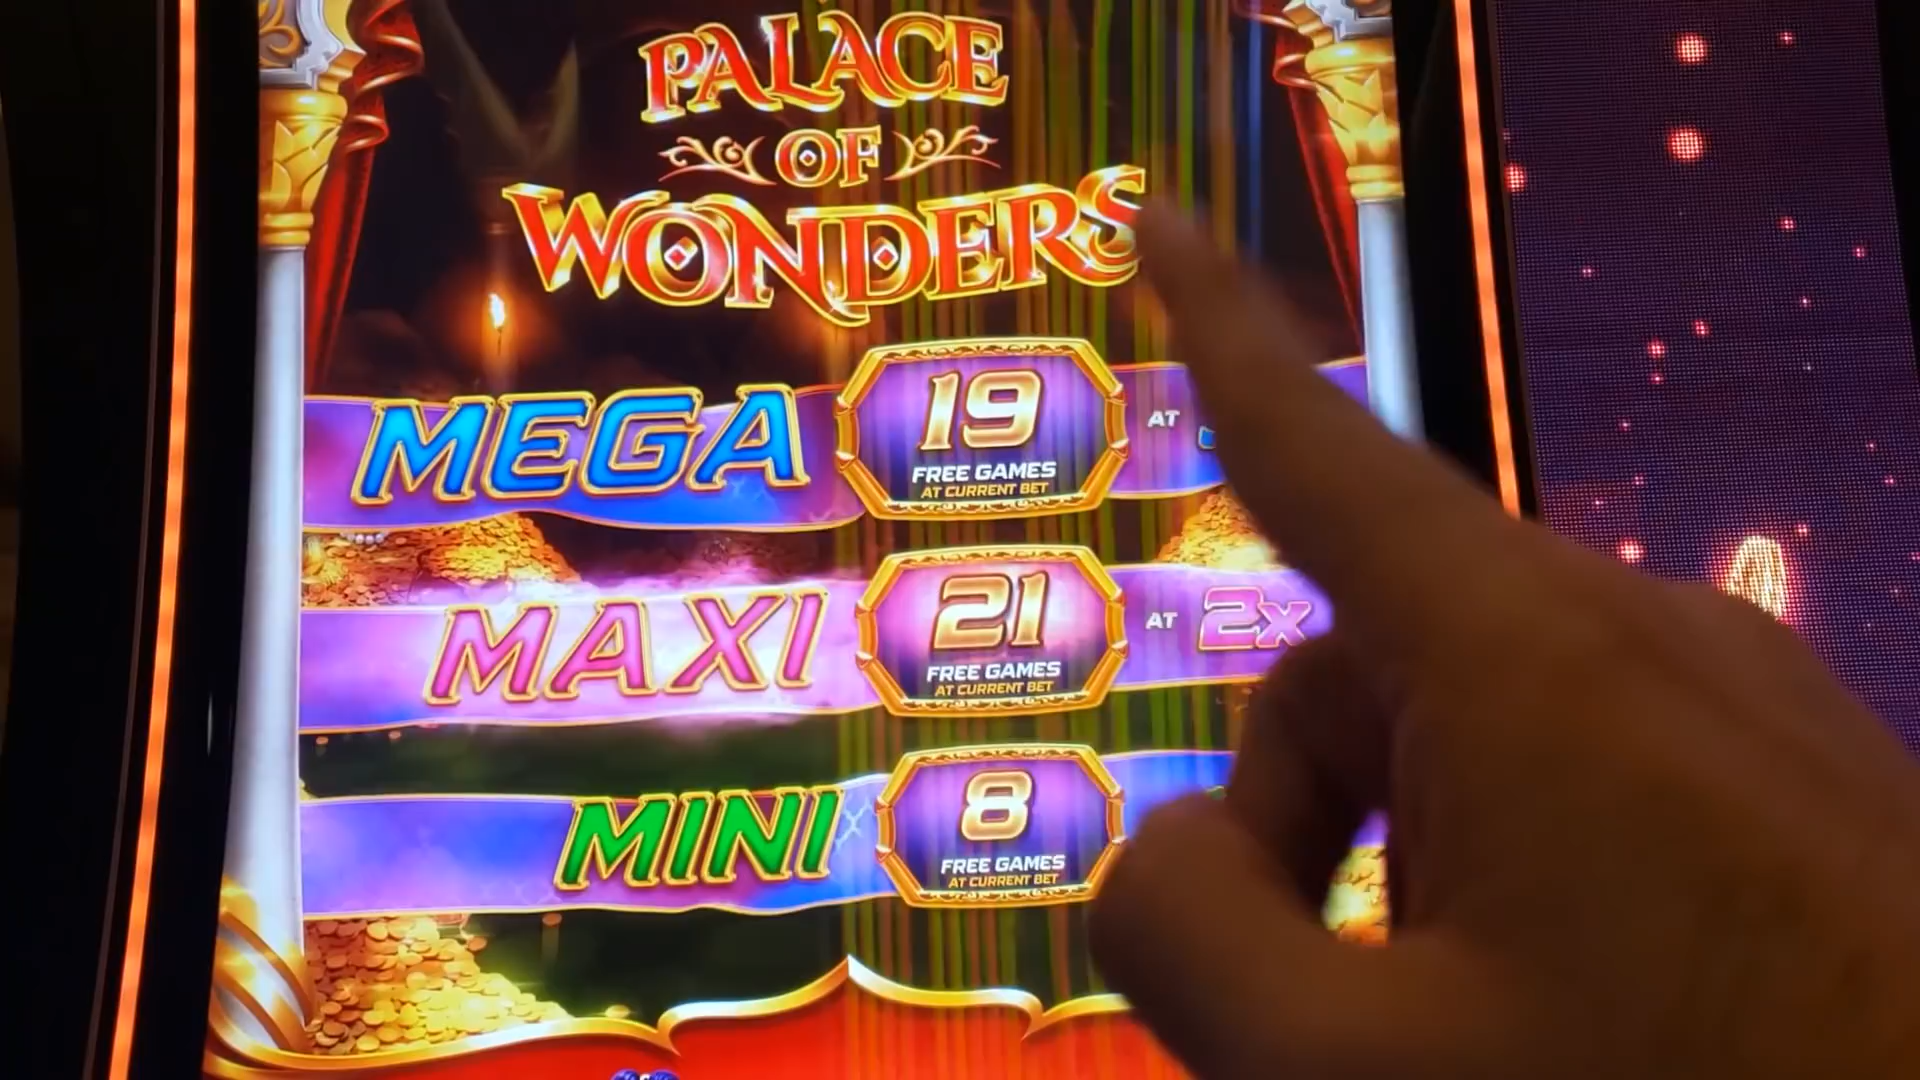 PALACE
OF
WONDERS
MEGA 19 AT
FREE GAMES
AT CURRENT BET
MAXI 21 AT 2x
FREE GAMES
AT CURRENT BET
MINI 8
FREE GAMES
AT CURRENT BET